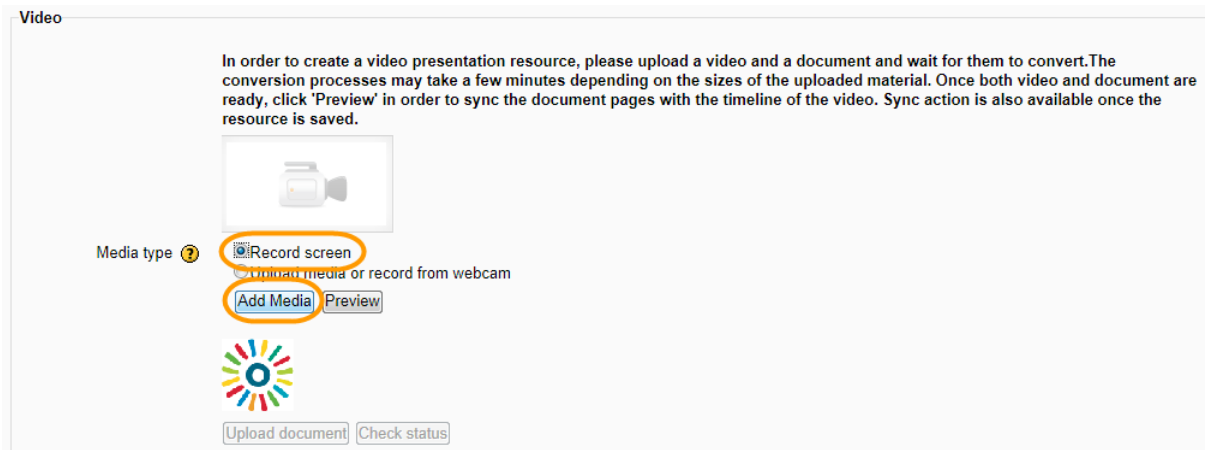 Video
In order to create a video presentation resource, please upload a video and a document and wait for them to convert.The
conversion processes may take a few minutes depending on the sizes of the uploaded material. Once both video and document are
ready, click 'Preview' in order to sync the document pages with the timeline of the video. Sync action is also available once the
resource is saved.
Media type ? Record screen
Upload media or record from webcam
Add Media Preview
Upload document Check status